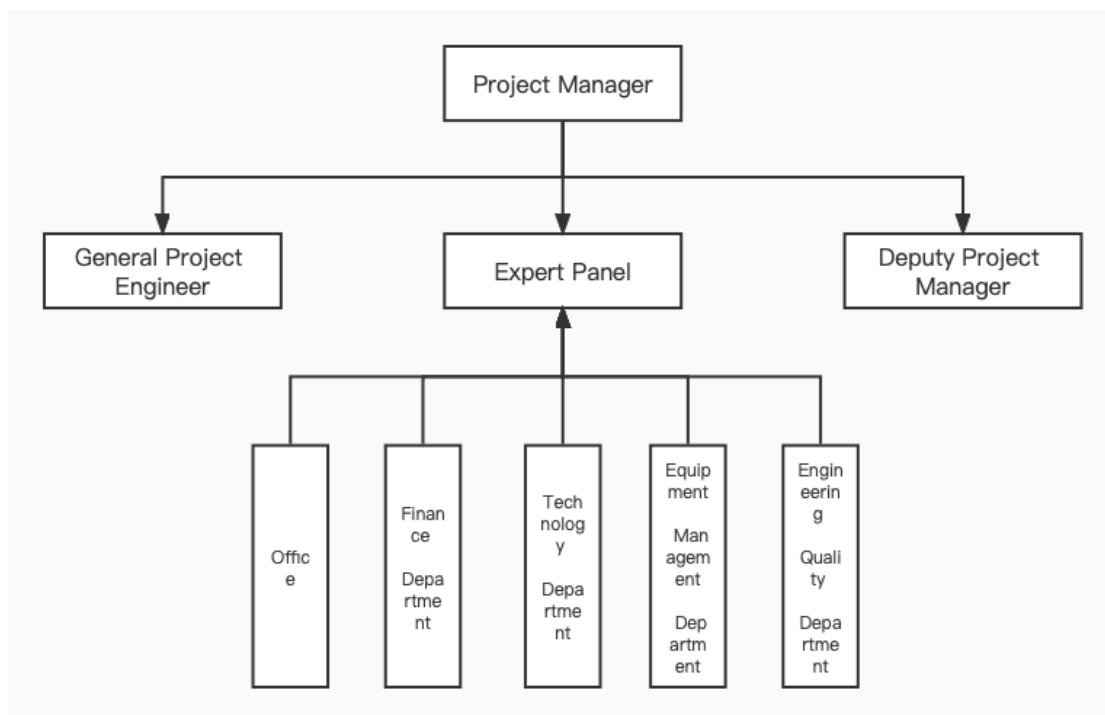 Project Manager
General Project
Engineer
Expert Panel
Deputy Project
Manager
Offic
e
Finan
ce
Depa
rtme
nt
Tech
nolog
y
Depa
rtme
nt
Equip
ment
Man
agem
ent
Dep
artm
ent
Engin
eerin
g
Quali
ty
Depa
rtme
nt